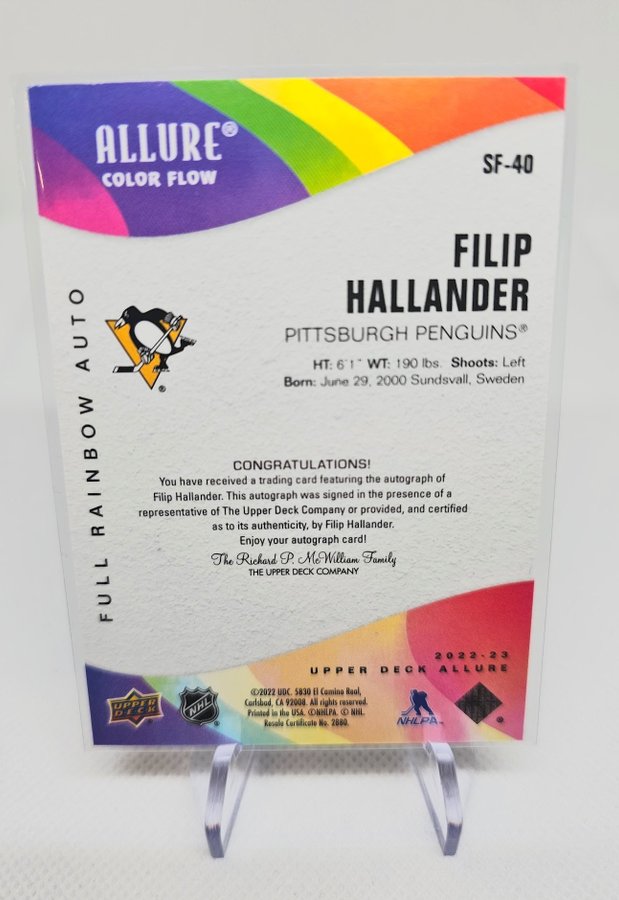 ALLURE®
COLOR FLOW
SF-40
FILIP
HALLANDER
PITTSBURGH PENGUINS®
HT: 6'1" WT: 190 lbs. Shoots: Left
Born: June 29, 2000 Sundsvall, Sweden
®
FULL RAINBOW AUTO
CONGRATULATIONS!
You have received a trading card featuring the autograph of
Filip Hallander. This autograph was signed in the presence of a
representative of The Upper Deck Company or provided, and certified
as to its authenticity, by Filip Hallander.
Enjoy your autograph card!
The Richard P. McWilliam Family
THE UPPER DECK COMPANY
2022-23
UPPER DECK ALLURE
UPPER DECK
NHL
©2022 UDC. 5830 El Camino Real,
Carlsbad, CA 92008. All rights reserved.
Printed in the USA. ©NHLPA. © NHL.
Resale Certificate No. 2880.
NHLPA
®